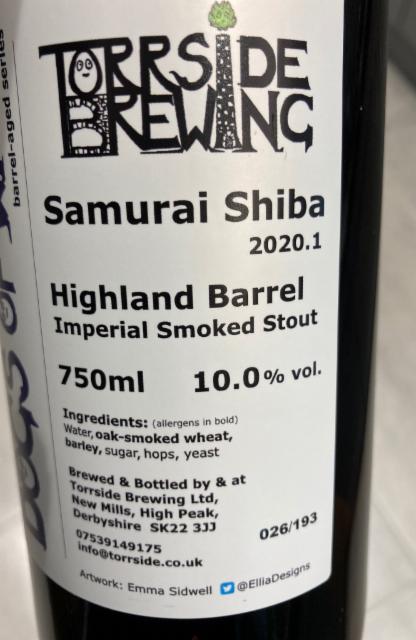 TORRSIDE
BREWING
barrel-aged series
DOGS OF
Samurai Shiba
2020.1
Highland Barrel
Imperial Smoked Stout
750ml 10.0% vol.
Ingredients: (allergens in bold)
Water, oak-smoked wheat,
barley, sugar, hops, yeast
Brewed & Bottled by & at
Torrside Brewing Ltd,
New Mills, High Peak,
Derbyshire SK22 3JJ
07539149175
info@torrside.co.uk
026/193
Artwork: Emma Sidwell @ElliaDesigns